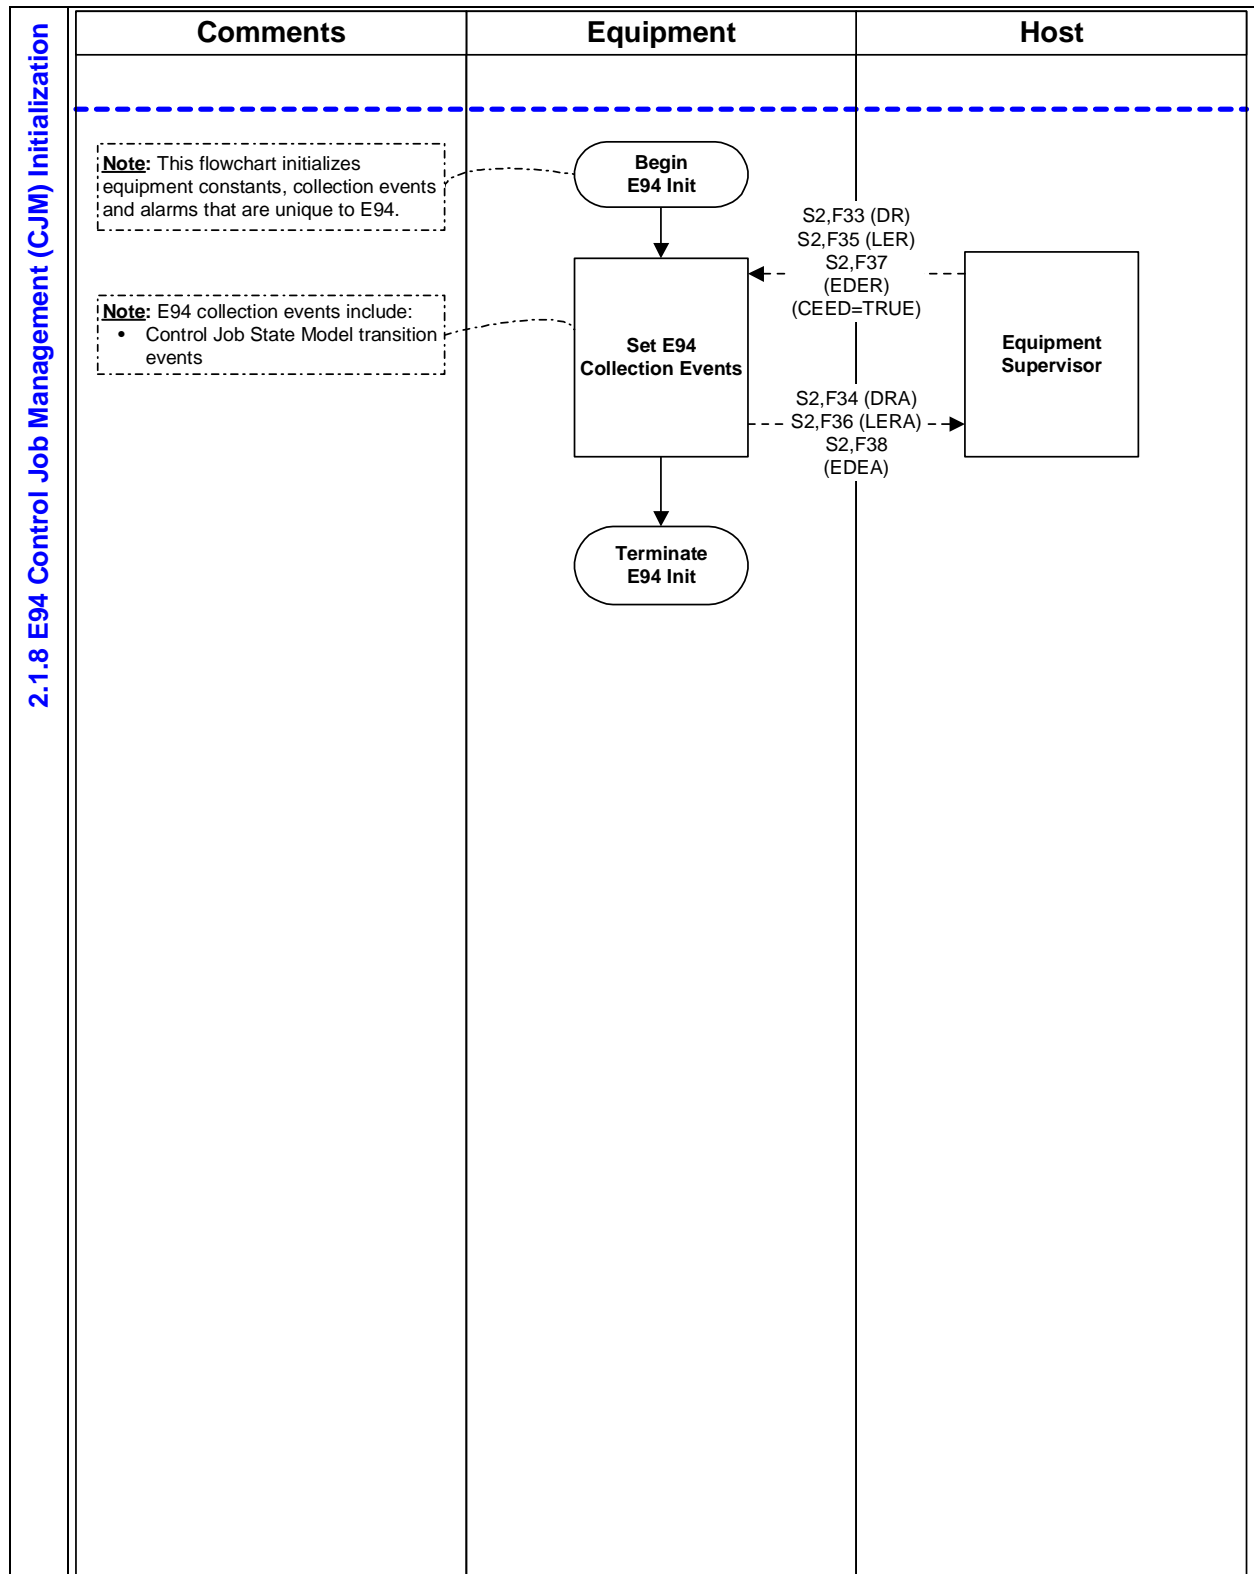 2.1.8 E94 Control Job Management (CJM) Initialization
Comments
Equipment
Host
Note: This flowchart initializes
equipment constants, collection events
and alarms that are unique to E94.
Begin
E94 Init
S2,F33 (DR)
S2,F35 (LER)
S2,F37
(EDER)
(CEED=TRUE)
Note: E94 collection events include:
• Control Job State Model transition
events
Set E94
Collection Events
Equipment
Supervisor
S2,F34 (DRA)
S2,F36 (LERA)
S2,F38
(EDEA)
Terminate
E94 Init